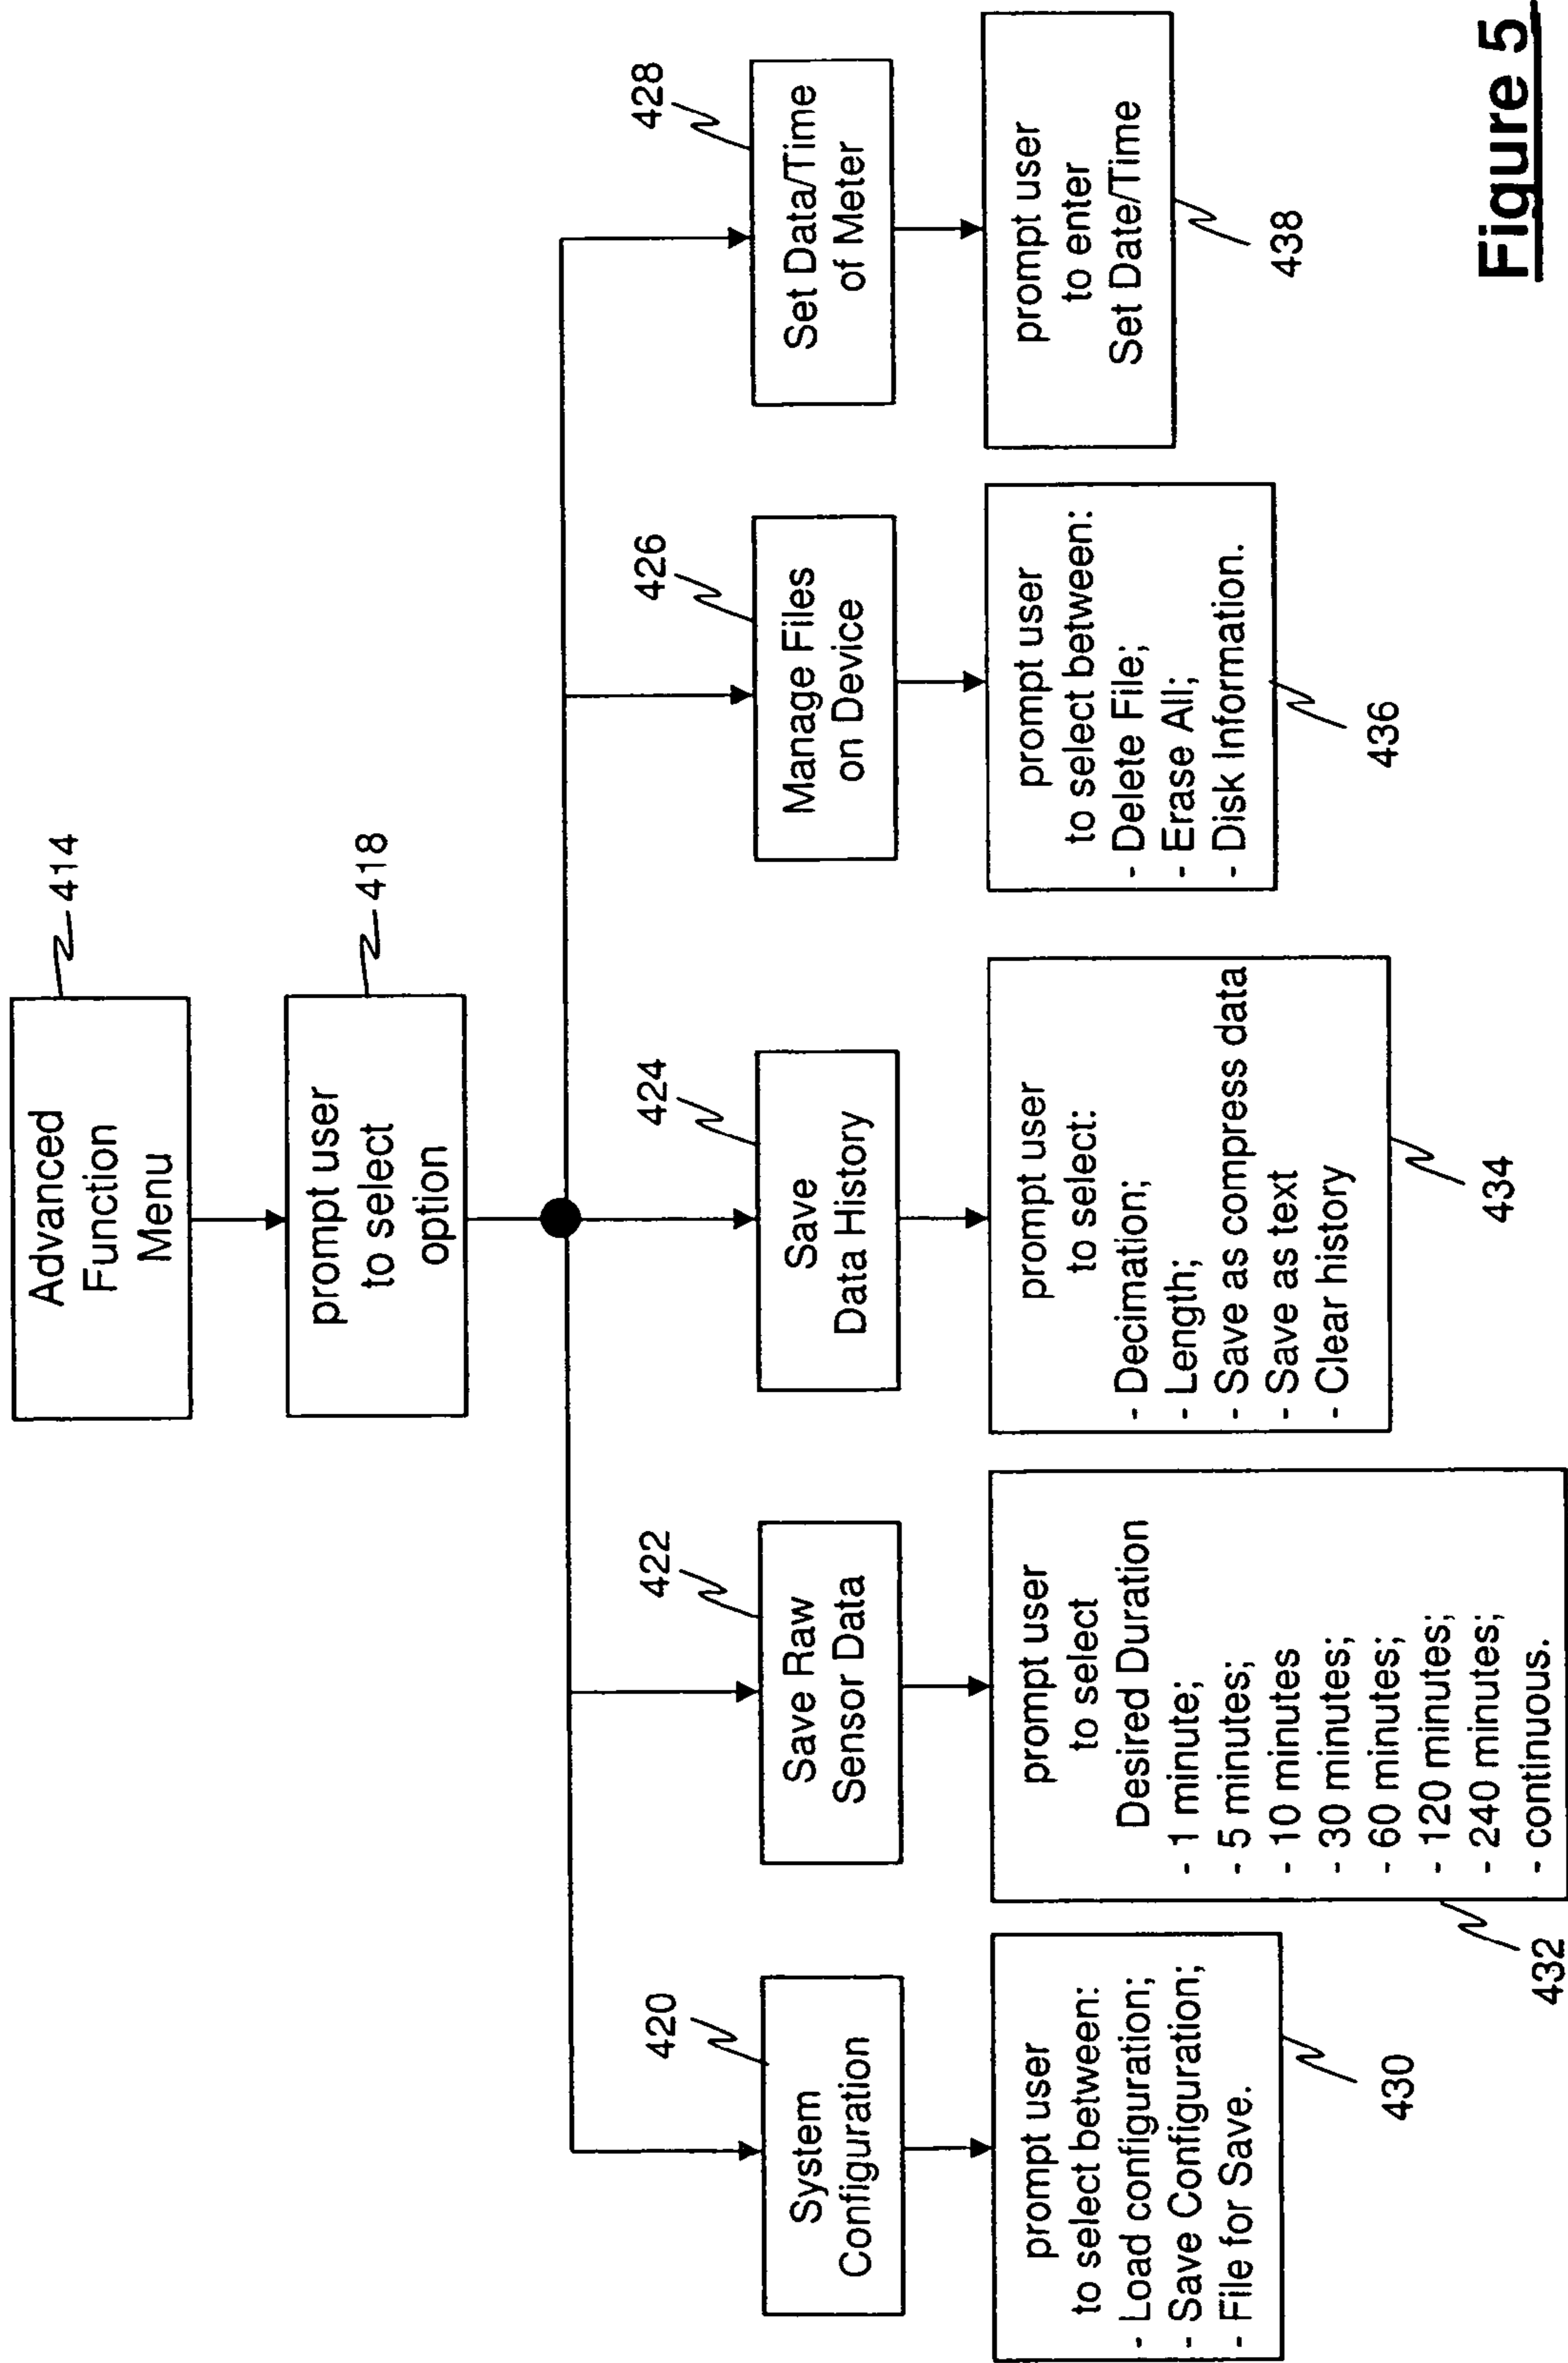 Advanced
Function
Menu
414
prompt user
to select
option
418
420
System
Configuration
422
Save Raw
Sensor Data
424
Save
Data History
426
Manage Files
on Device
428
Set Data/Time
of Meter
prompt user
to select between:
- Load configuration;
- Save Configuration;
- File for Save.
430
prompt user
to select
Desired Duration
- 1 minute;
- 5 minutes;
- 10 minutes
- 30 minutes;
- 60 minutes;
- 120 minutes;
- 240 minutes;
- continuous.
432
prompt user
to select:
- Decimation;
- Length;
- Save as compress data
- Save as text
- Clear history
434
prompt user
to select between:
- Delete File;
- Erase All;
- Disk Information.
436
prompt user
to enter
Set Date/Time
438
Figure 5